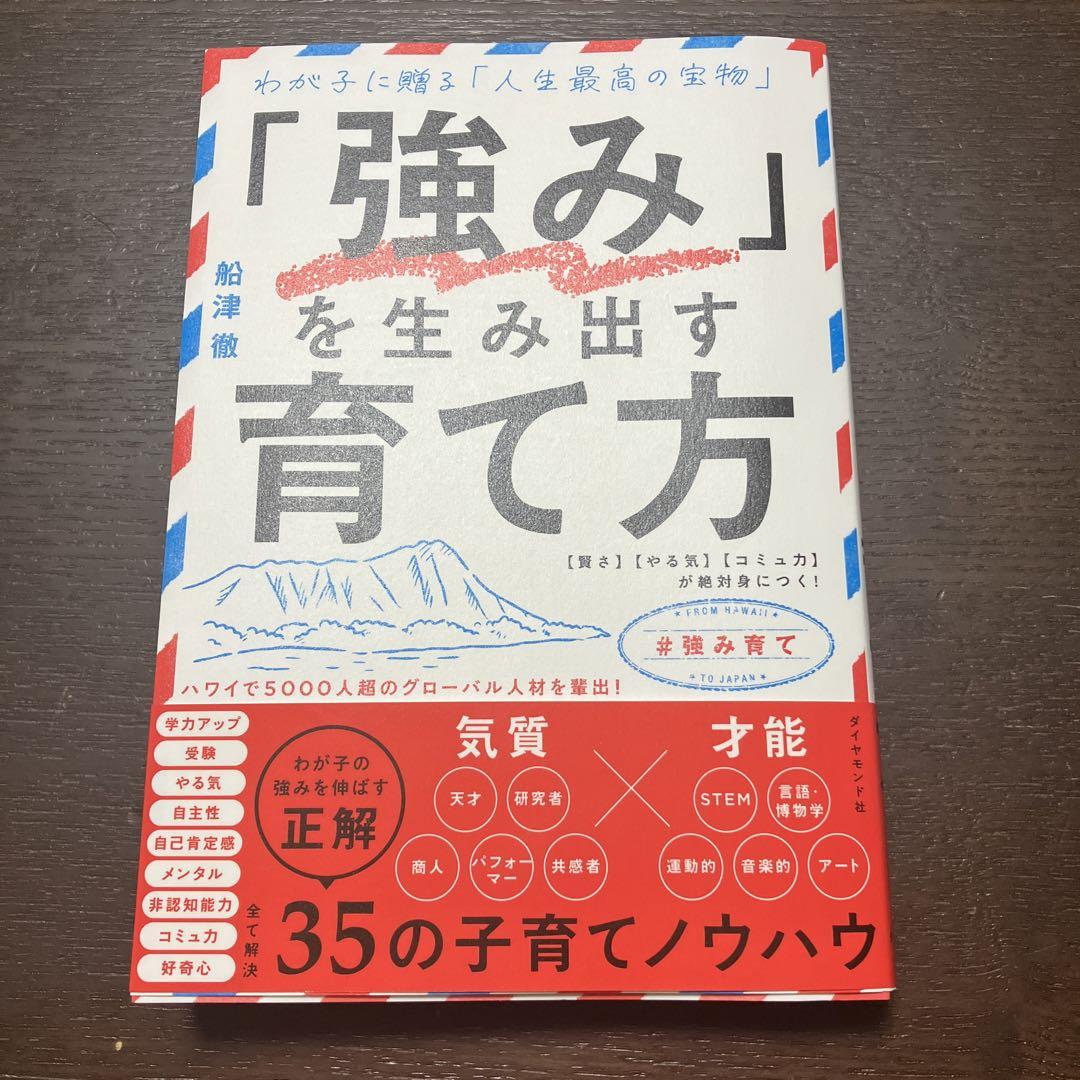 わが子に贈る「人生最高の宝物」
「強み」
を生み出す
育て方
船津 徹
【賢さ】【やる気】【コミュ力】
が絶対身につく!
★ FROM HAWAII ★
#強み育て
★ TO JAPAN ★
ハワイで5000人超のグローバル人材を輩出!
学力アップ
受験
やる気
自主性
自己肯定感
メンタル
非認知能力
コミュ力
好奇心
全て解決
わが子の
強みを伸ばす
正解
気質
天才
研究者
商人
パフォー
マー
共感者
×
才能
STEM
言語・
博物学
運動的
音楽的
アート
35の子育てノウハウ
ダイヤモンド社